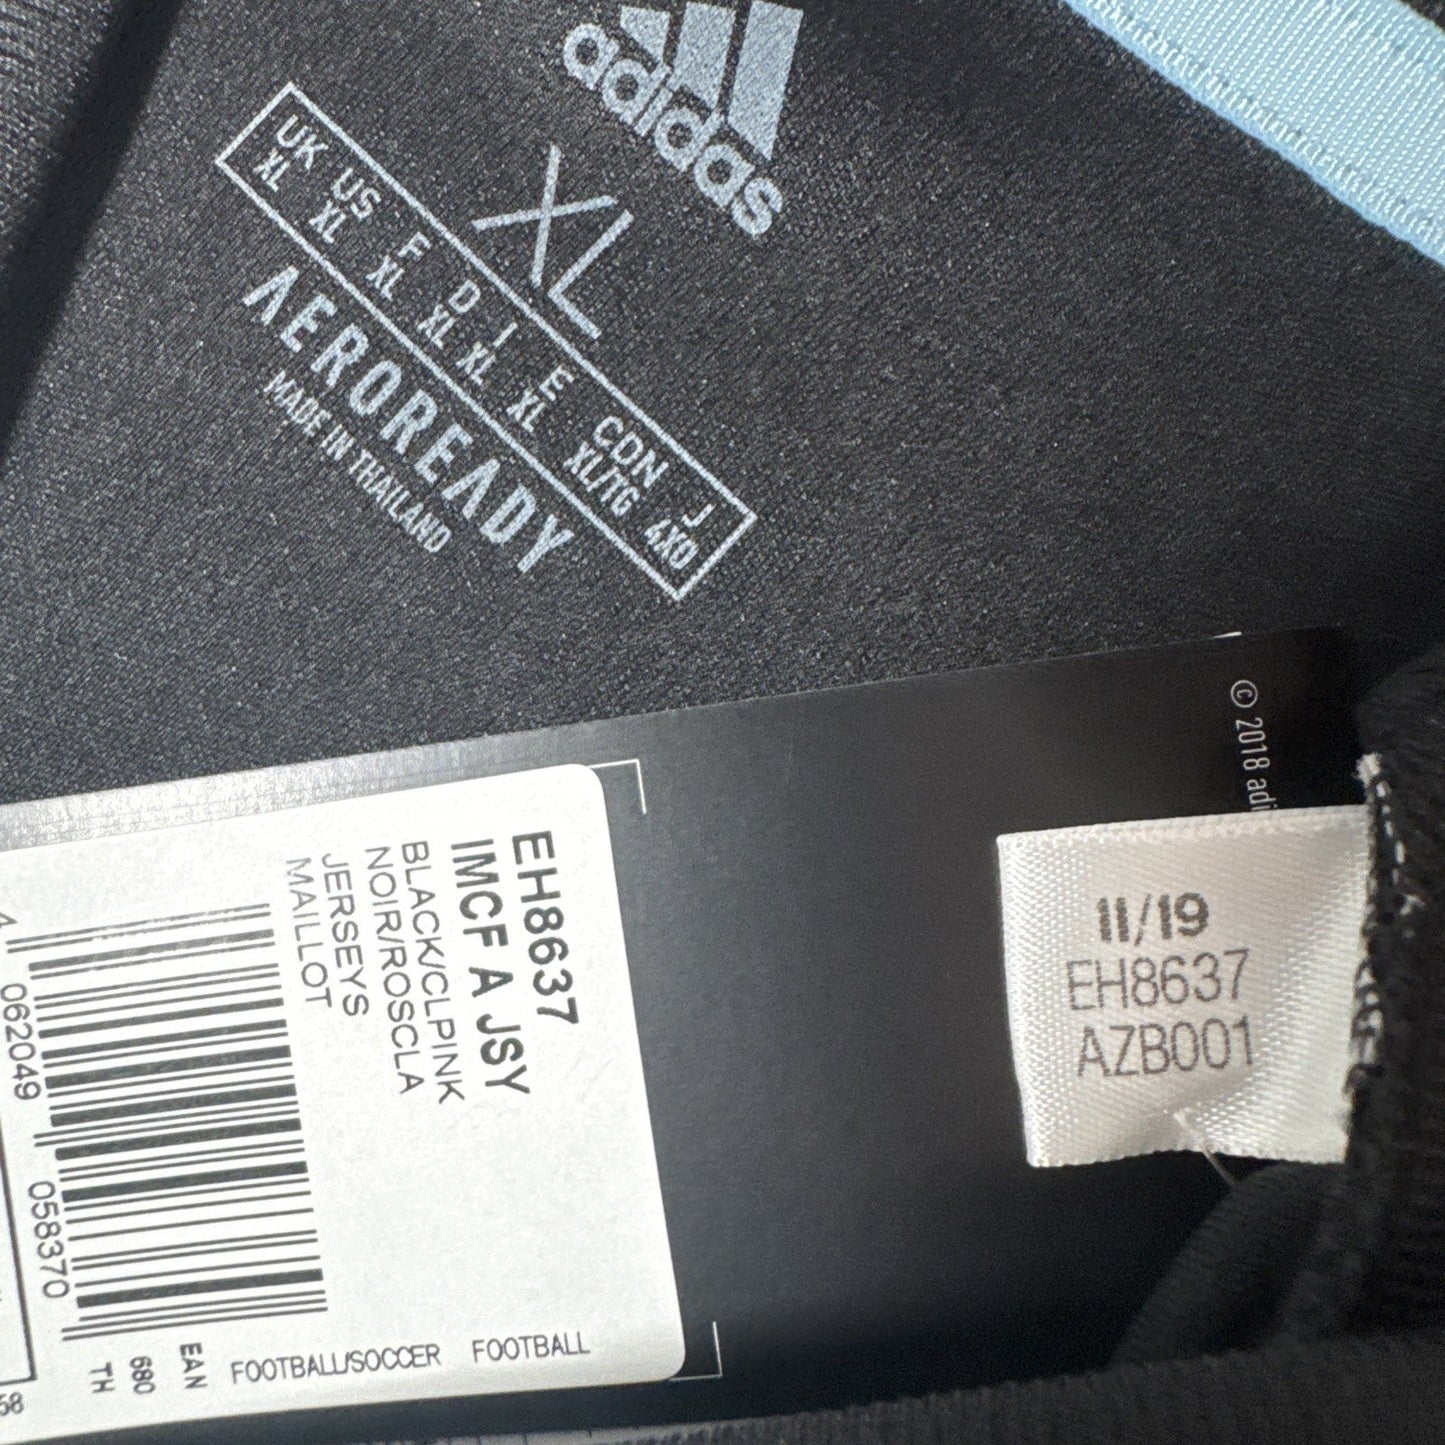 adidas
XL
UK US F D I E CDN J
XL XL XL XL XL XL XL/TG 4XO
AEROREADY
MADE IN THAILAND
© 2018 adi
EH8637
IMCF A JSY
BLACK/CLPINK
NOIR/ROSCLA
JERSEYS
MAILLOT
4 062049 058370
EAN
680
TH
FOOTBALL/SOCCER FOOTBALL
58
11/19
EH8637
AZB001